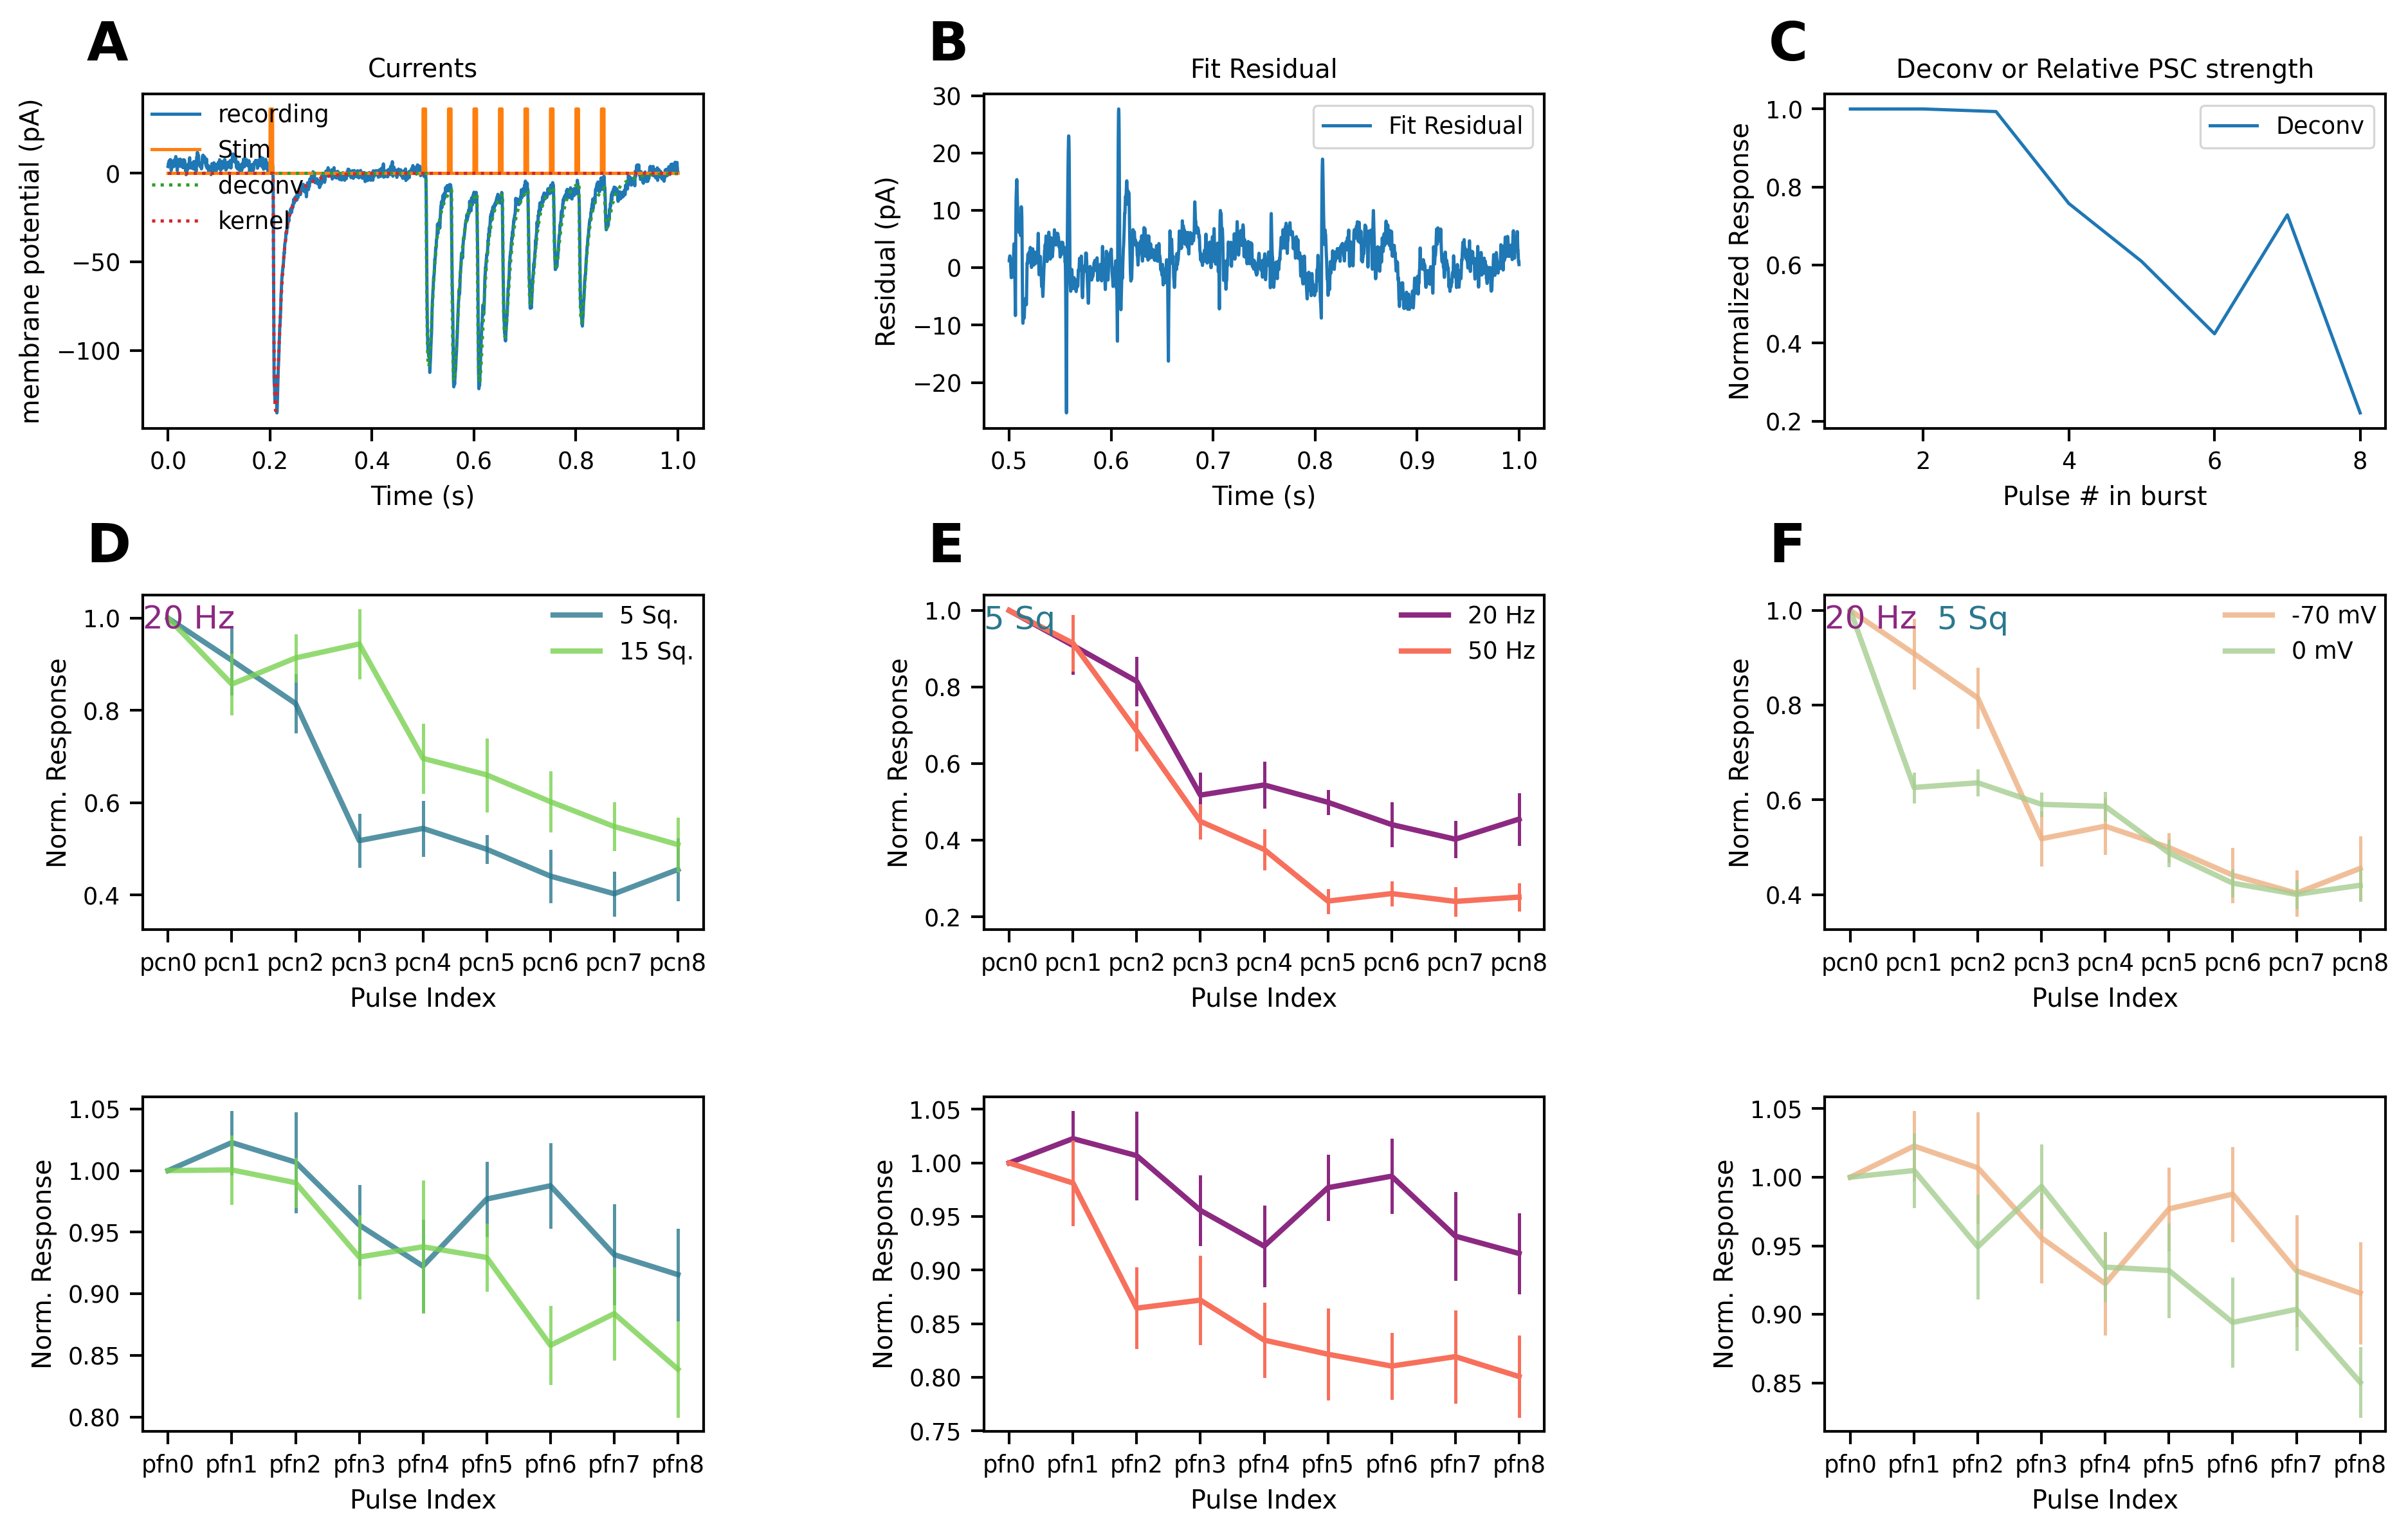 A
B
C
Currents
Fit Residual
Deconv or Relative PSC strength
membrane potential (pA)
0
−50
−100
recording
Stim
deconv
kernel
0.0 0.2 0.4 0.6 0.8 1.0
Time (s)
Residual (pA)
30
20
10
0
−10
−20
Fit Residual
0.5 0.6 0.7 0.8 0.9 1.0
Time (s)
Normalized Response
1.0
0.8
0.6
0.4
0.2
Deconv
2 4 6 8
Pulse # in burst
D
E
F
Norm. Response
1.0
0.8
0.6
0.4
20 Hz
5 Sq.
15 Sq.
pcn0 pcn1 pcn2 pcn3 pcn4 pcn5 pcn6 pcn7 pcn8
Pulse Index
Norm. Response
1.0
0.8
0.6
0.4
0.2
5 Sq
20 Hz
50 Hz
pcn0 pcn1 pcn2 pcn3 pcn4 pcn5 pcn6 pcn7 pcn8
Pulse Index
Norm. Response
1.0
0.8
0.6
0.4
20 Hz 5 Sq
-70 mV
0 mV
pcn0 pcn1 pcn2 pcn3 pcn4 pcn5 pcn6 pcn7 pcn8
Pulse Index
Norm. Response
1.05
1.00
0.95
0.90
0.85
0.80
pfn0 pfn1 pfn2 pfn3 pfn4 pfn5 pfn6 pfn7 pfn8
Pulse Index
Norm. Response
1.05
1.00
0.95
0.90
0.85
0.80
0.75
pfn0 pfn1 pfn2 pfn3 pfn4 pfn5 pfn6 pfn7 pfn8
Pulse Index
Norm. Response
1.05
1.00
0.95
0.90
0.85
pfn0 pfn1 pfn2 pfn3 pfn4 pfn5 pfn6 pfn7 pfn8
Pulse Index